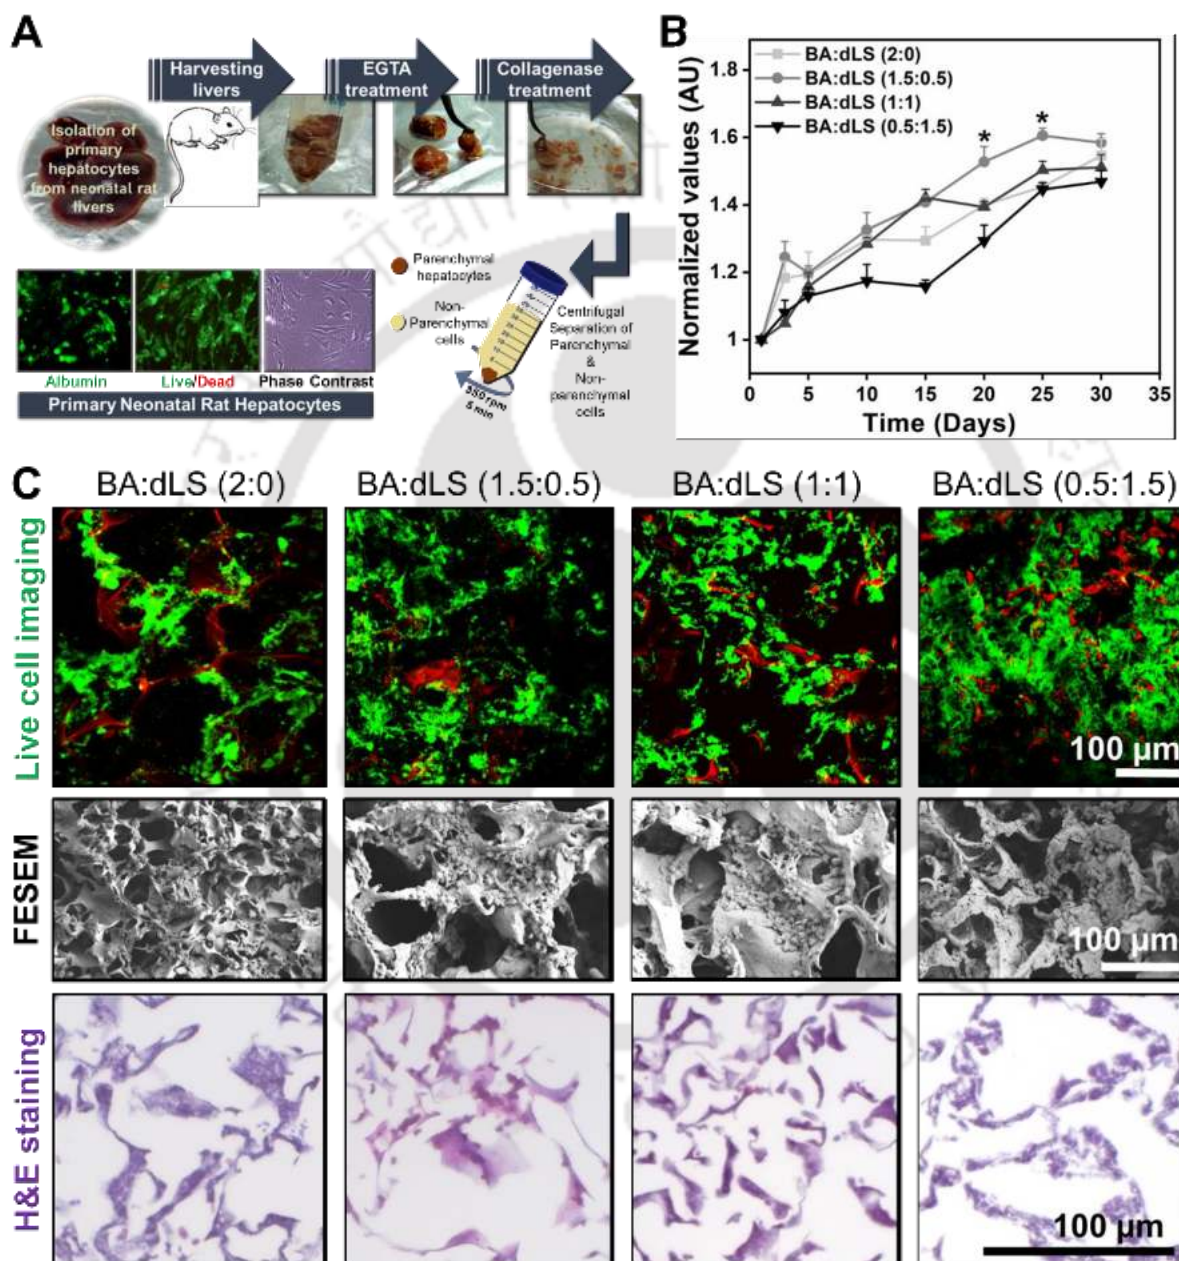 A
Harvesting
livers
EGTA
treatment
Collagenase
treatment
Isolation of
primary
hepatocytes
from neonatal rat
livers
Parenchymal
hepatocytes
Non-
Parenchymal
cells
Centrifugal
Separation of
Parenchymal
&
Non-
parenchymal
cells
350 rpm
5 min
Albumin
Live/Dead
Phase Contrast
Primary Neonatal Rat Hepatocytes
B
Normalized values (AU)
1.8
1.6
1.4
1.2
1
BA:dLS (2:0)
BA:dLS (1.5:0.5)
BA:dLS (1:1)
BA:dLS (0.5:1.5)
*
*
0 5 10 15 20 25 30 35
Time (Days)
C
BA:dLS (2:0) BA:dLS (1.5:0.5) BA:dLS (1:1) BA:dLS (0.5:1.5)
Live cell imaging
100 µm
FESEM
100 µm
H&E staining
100 µm